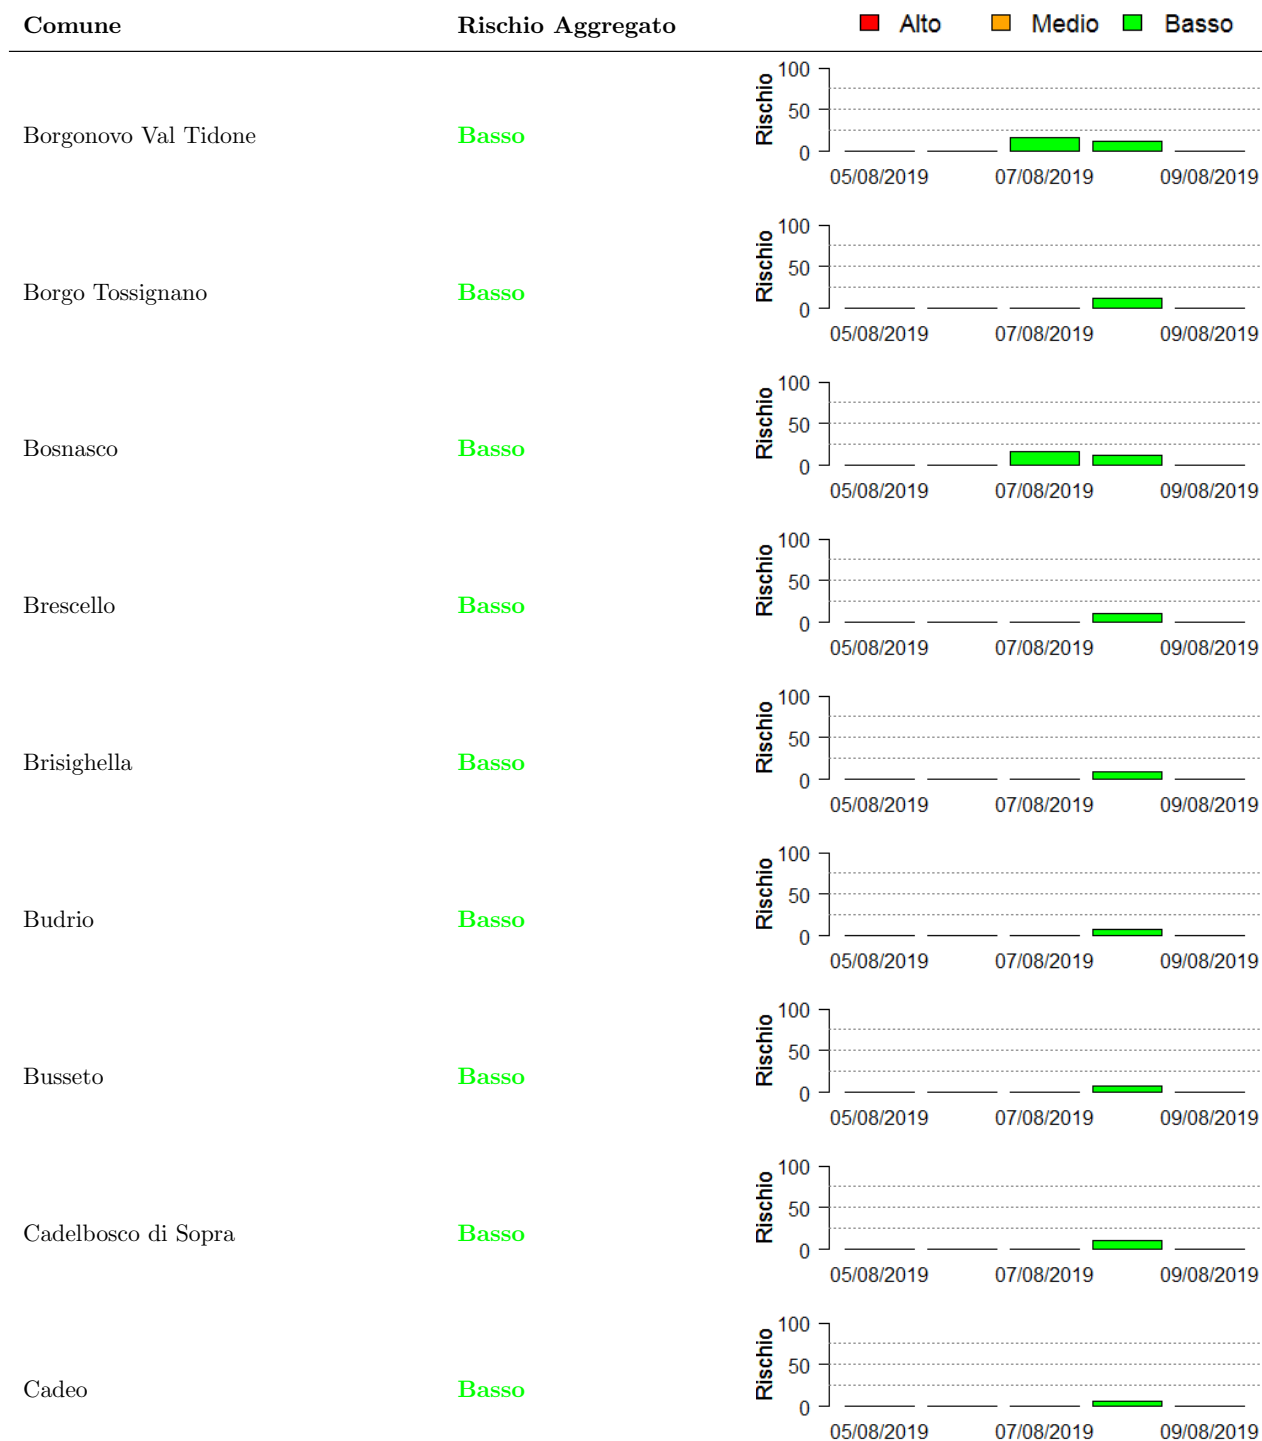 Comune Rischio Aggregato Alto Medio Basso
Borgonovo Val Tidone Basso
Rischio
100
50
0
05/08/2019 07/08/2019 09/08/2019
Borgo Tossignano Basso
Rischio
100
50
0
05/08/2019 07/08/2019 09/08/2019
Bosnasco Basso
Rischio
100
50
0
05/08/2019 07/08/2019 09/08/2019
Brescello Basso
Rischio
100
50
0
05/08/2019 07/08/2019 09/08/2019
Brisighella Basso
Rischio
100
50
0
05/08/2019 07/08/2019 09/08/2019
Budrio Basso
Rischio
100
50
0
05/08/2019 07/08/2019 09/08/2019
Busseto Basso
Rischio
100
50
0
05/08/2019 07/08/2019 09/08/2019
Cadelbosco di Sopra Basso
Rischio
100
50
0
05/08/2019 07/08/2019 09/08/2019
Cadeo Basso
Rischio
100
50
0
05/08/2019 07/08/2019 09/08/2019